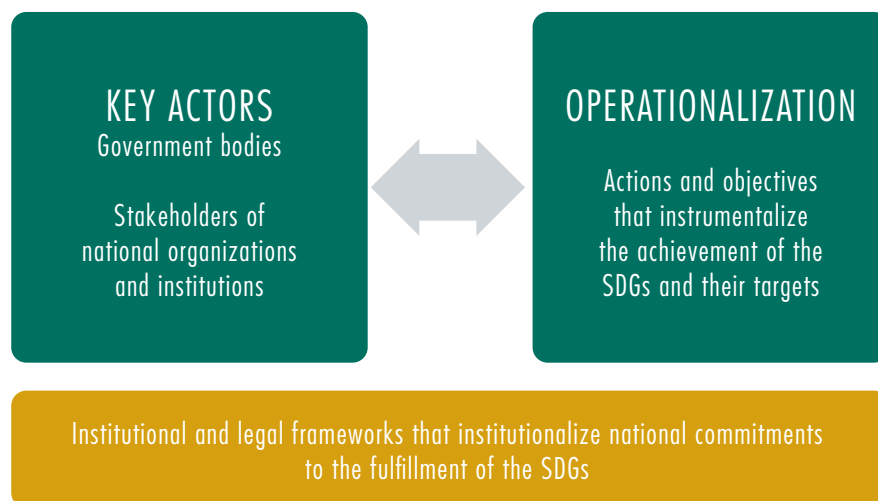 KEY ACTORS
Government bodies
Stakeholders of
national organizations
and institutions
OPERATIONALIZATION
Actions and objectives
that instrumentalize
the achievement of the
SDGs and their targets
Institutional and legal frameworks that institutionalize national commitments
to the fulfillment of the SDGs